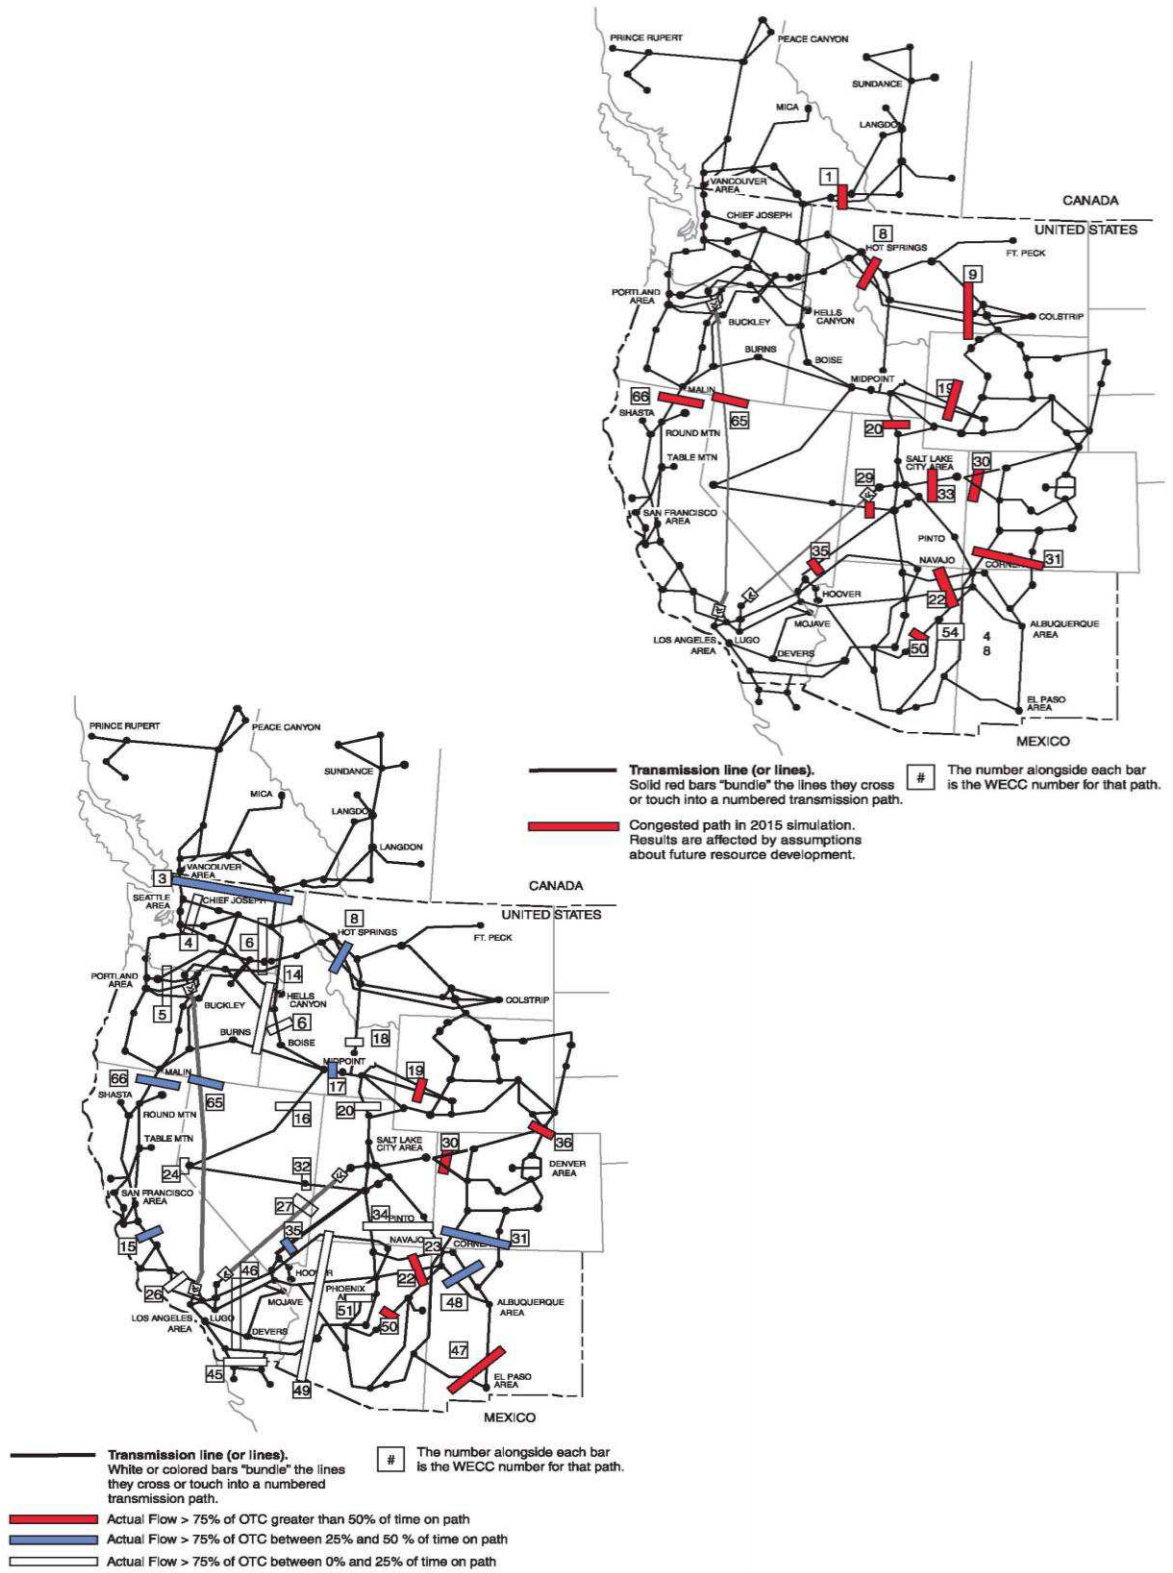 PRINCE RUPERT
PEACE CANYON
SUNDANCE
MICA
LANGDO
1
VANCOUVER
AREA
CANADA
UNITED STATES
CHIEF JOSEPH
8
HOT SPRINGS
FT. PECK
9
PORTLAND
AREA
BUCKLEY
HELLS
CANYON
COLSTRIP
BURNS
BOISE
MIDPOINT
19
66
MALIN
65
SHASTA
ROUND MTN
20
TABLE MTN
SALT LAKE
CITY AREA
30
29
33
SAN FRANCISCO
AREA
PINTO
35
NAVAJO
CORNE
31
HOOVER
22
MOJAVE
LOS ANGELES
AREA
LUGO
DEVERS
50
54
4
8
ALBUQUERQUE
AREA
EL PASO
AREA
MEXICO
Transmission line (or lines).
Solid red bars "bundle" the lines they cross
or touch into a numbered transmission path.
#
The number alongside each bar
is the WECC number for that path.
Congested path in 2015 simulation.
Results are affected by assumptions
about future resource development.
PRINCE RUPERT
PEACE CANYON
SUNDANCE
MICA
LANGDO
LANGDON
VANCOUVER
AREA
3
CANADA
UNITED STATES
SEATTLE
AREA
CHIEF JOSEPH
4
6
8
HOT SPRINGS
FT. PECK
PORTLAND
AREA
14
5
BUCKLEY
HELLS
CANYON
COLSTRIP
BURNS
6
BOISE
18
MIDPOINT
66
MALIN
65
17
19
SHASTA
ROUND MTN
16
20
TABLE MTN
SALT LAKE
CITY AREA
30
36
24
32
DENVER
AREA
SAN FRANCISCO
AREA
27
34
PINTO
15
35
NAVAJO
23
CORNE
31
26
46
HOOVER
22
48
MOJAVE
PHOENIX
A
51
LOS ANGELES
AREA
LUGO
DEVERS
50
ALBUQUERQUE
AREA
45
49
47
EL PASO
AREA
MEXICO
Transmission line (or lines).
White or colored bars "bundle" the lines
they cross or touch into a numbered
transmission path.
#
The number alongside each bar
is the WECC number for that path.
Actual Flow > 75% of OTC greater than 50% of time on path
Actual Flow > 75% of OTC between 25% and 50 % of time on path
Actual Flow > 75% of OTC between 0% and 25% of time on path